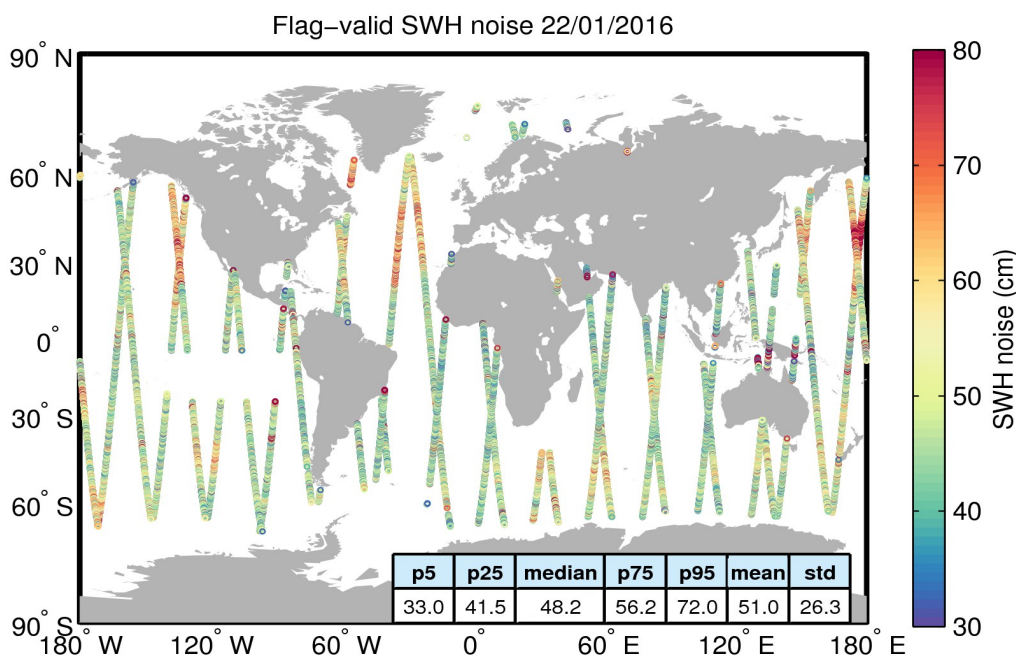 Flag−valid SWH noise 22/01/2016
90° N
60° N
30° N
0°
30° S
60° S
90° S
180° W
120° W
60° W
0°
60° E
120° E
180° E
80
70
60
50
40
30
SWH noise (cm)
p5 p25 median p75 p95 mean std
33.0 41.5 48.2 56.2 72.0 51.0 26.3